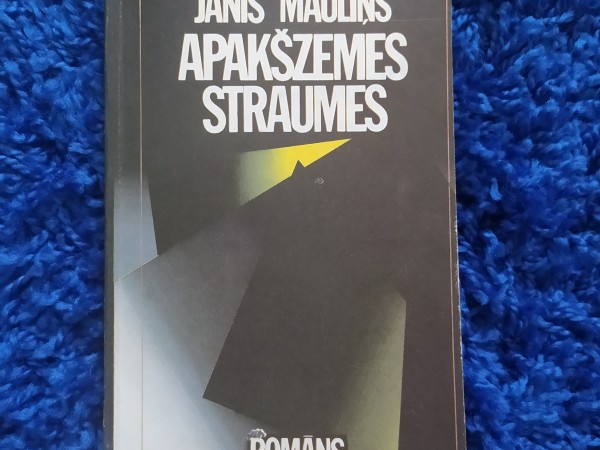 JĀNIS MAULIŅŠ
APAKŠZEMES
STRAUMES
ROMĀNS